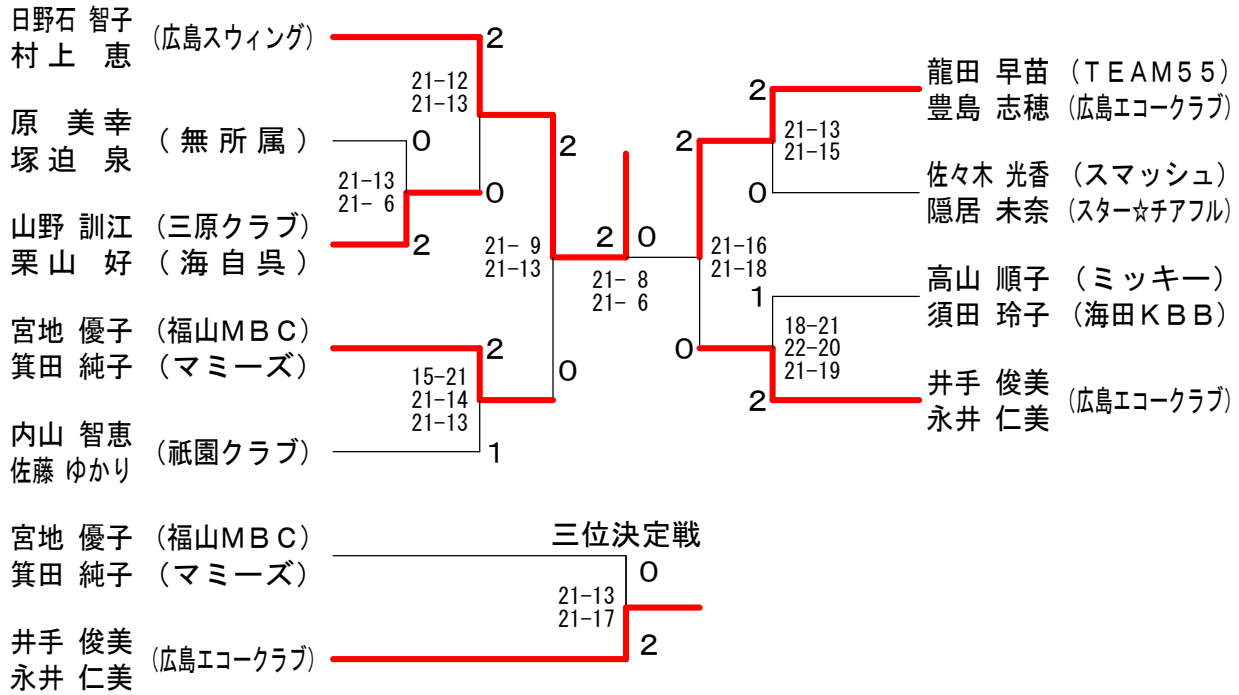 日野石 智子
村上 恵
(広島スウィング)
2
21-12
21-13
原 美幸
塚迫 泉
(無所属)
0
21-13
21- 6
0
山野 訓江 (三原クラブ)
栗山 好 (海自呉)
2
2
21- 9
21-13
宮地 優子 (福山MBC)
箕田 純子 (マミーズ)
2
15-21
21-14
21-13
0
内山 智恵
佐藤 ゆかり
(祇園クラブ)
1
2 0
21- 8
21- 6
龍田 早苗 (TEAM55)
豊島 志穂 (広島エコークラブ)
2
21-13
21-15
2
佐々木 光香 (スマッシュ)
隠居 未奈 (スター☆チアフル)
0
21-16
21-18
高山 順子 (ミッキー)
須田 玲子 (海田KBB)
1
18-21
22-20
21-19
0
井手 俊美
永井 仁美
(広島エコークラブ)
2
三位決定戦
宮地 優子 (福山MBC)
箕田 純子 (マミーズ)
0
21-13
21-17
井手 俊美
永井 仁美
(広島エコークラブ)
2